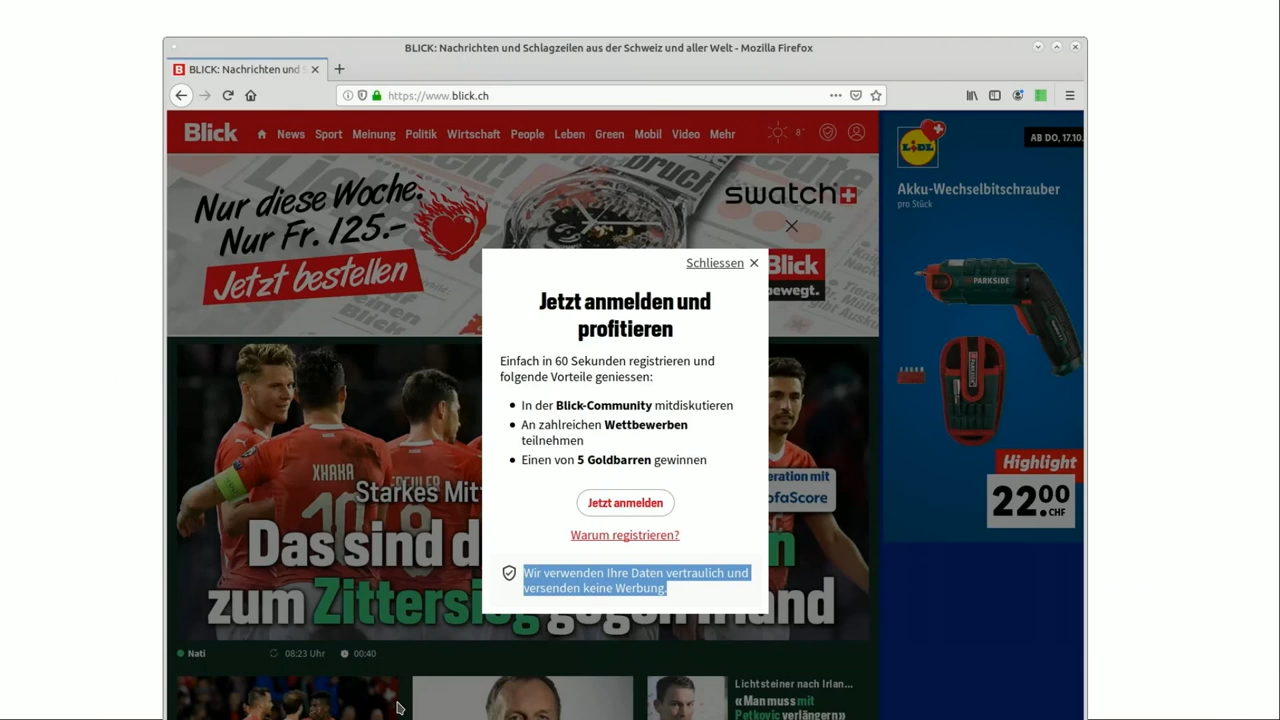 BLICK: Nachrichten und Schlagzeilen aus der Schweiz und aller Welt - Mozilla Firefox
BLICK: Nachrichten und
https://www.blick.ch
Blick News Sport Meinung Politik Wirtschaft People Leben Green Mobil Video Mehr 8°
Nur diese Woche.
Nur Fr. 125.-
Jetzt bestellen
swatch
Blick
bewegt.
LIDL
AB DO, 17.10.
Akku-Wechselbitschrauber
pro Stück
PARKSIDE
Highlight
22.00
CHF
Schliessen
Jetzt anmelden und
profitieren
Einfach in 60 Sekunden registrieren und
folgende Vorteile geniessen:
• In der Blick-Community mitdiskutieren
• An zahlreichen Wettbewerben
teilnehmen
• Einen von 5 Goldbarren gewinnen
Jetzt anmelden
Warum registrieren?
Wir verwenden Ihre Daten vertraulich und
versenden keine Werbung.
XHAKA
10
eration mit
ofaScore
Starkes Mit
Das sind d
zum Zittersieg gegen Irland
Nati 08:23 Uhr 00:40
Lichtsteiner nach Irlan...
«Man muss mit
Petkovic verlängern»